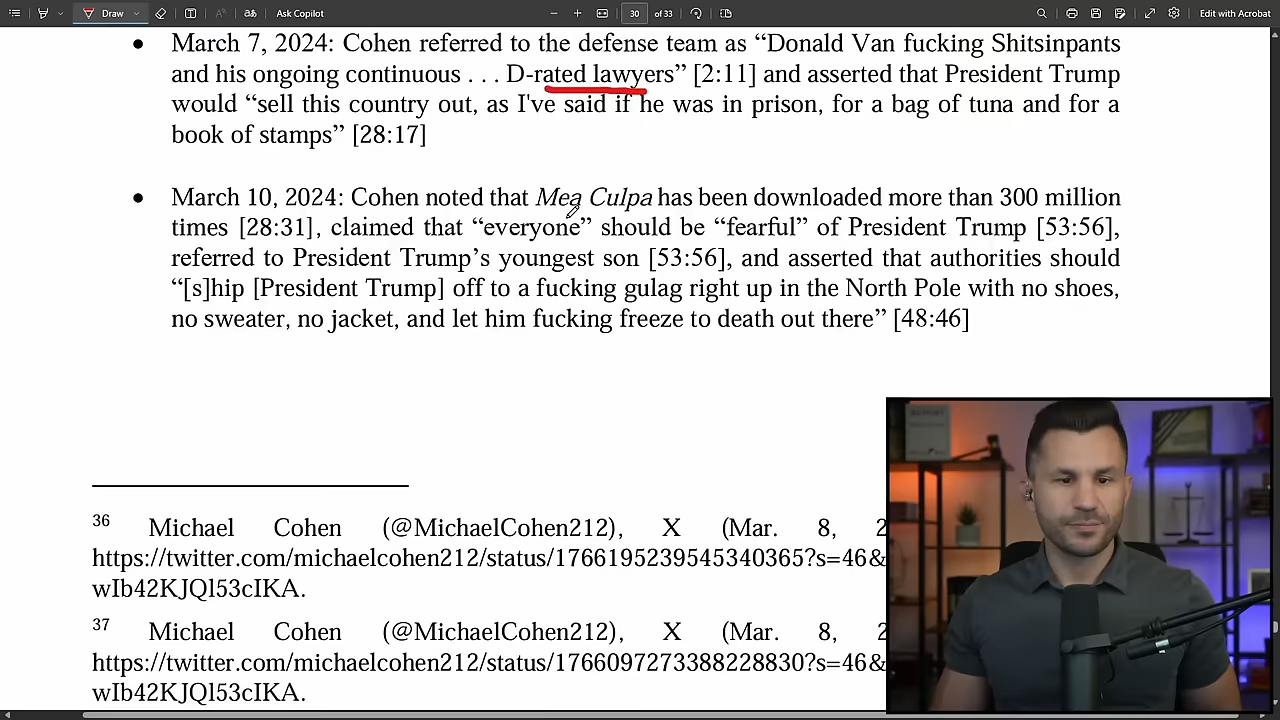 Draw
Ask Copilot
30 of 33
Edit with Acrobat
• March 7, 2024: Cohen referred to the defense team as “Donald Van fucking Shitsinpants
and his ongoing continuous . . . D-rated lawyers” [2:11] and asserted that President Trump
would “sell this country out, as I've said if he was in prison, for a bag of tuna and for a
book of stamps” [28:17]
• March 10, 2024: Cohen noted that Mea Culpa has been downloaded more than 300 million
times [28:31], claimed that “everyone” should be “fearful” of President Trump [53:56],
referred to President Trump’s youngest son [53:56], and asserted that authorities should
“[s]hip [President Trump] off to a fucking gulag right up in the North Pole with no shoes,
no sweater, no jacket, and let him fucking freeze to death out there” [48:46]
36 Michael Cohen (@MichaelCohen212), X (Mar. 8, 2
https://twitter.com/michaelcohen212/status/1766195239545340365?s=46&
wIb42KJQl53cIKA.
37 Michael Cohen (@MichaelCohen212), X (Mar. 8, 2
https://twitter.com/michaelcohen212/status/1766097273388228830?s=46&
wIb42KJQl53cIKA.